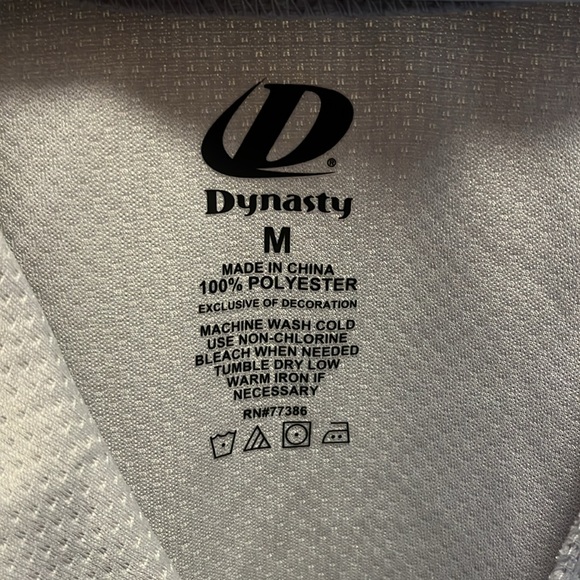 D®
Dynasty
M
MADE IN CHINA
100% POLYESTER
EXCLUSIVE OF DECORATION
MACHINE WASH COLD
USE NON-CHLORINE
BLEACH WHEN NEEDED
TUMBLE DRY LOW
WARM IRON IF
NECESSARY
RN#77386